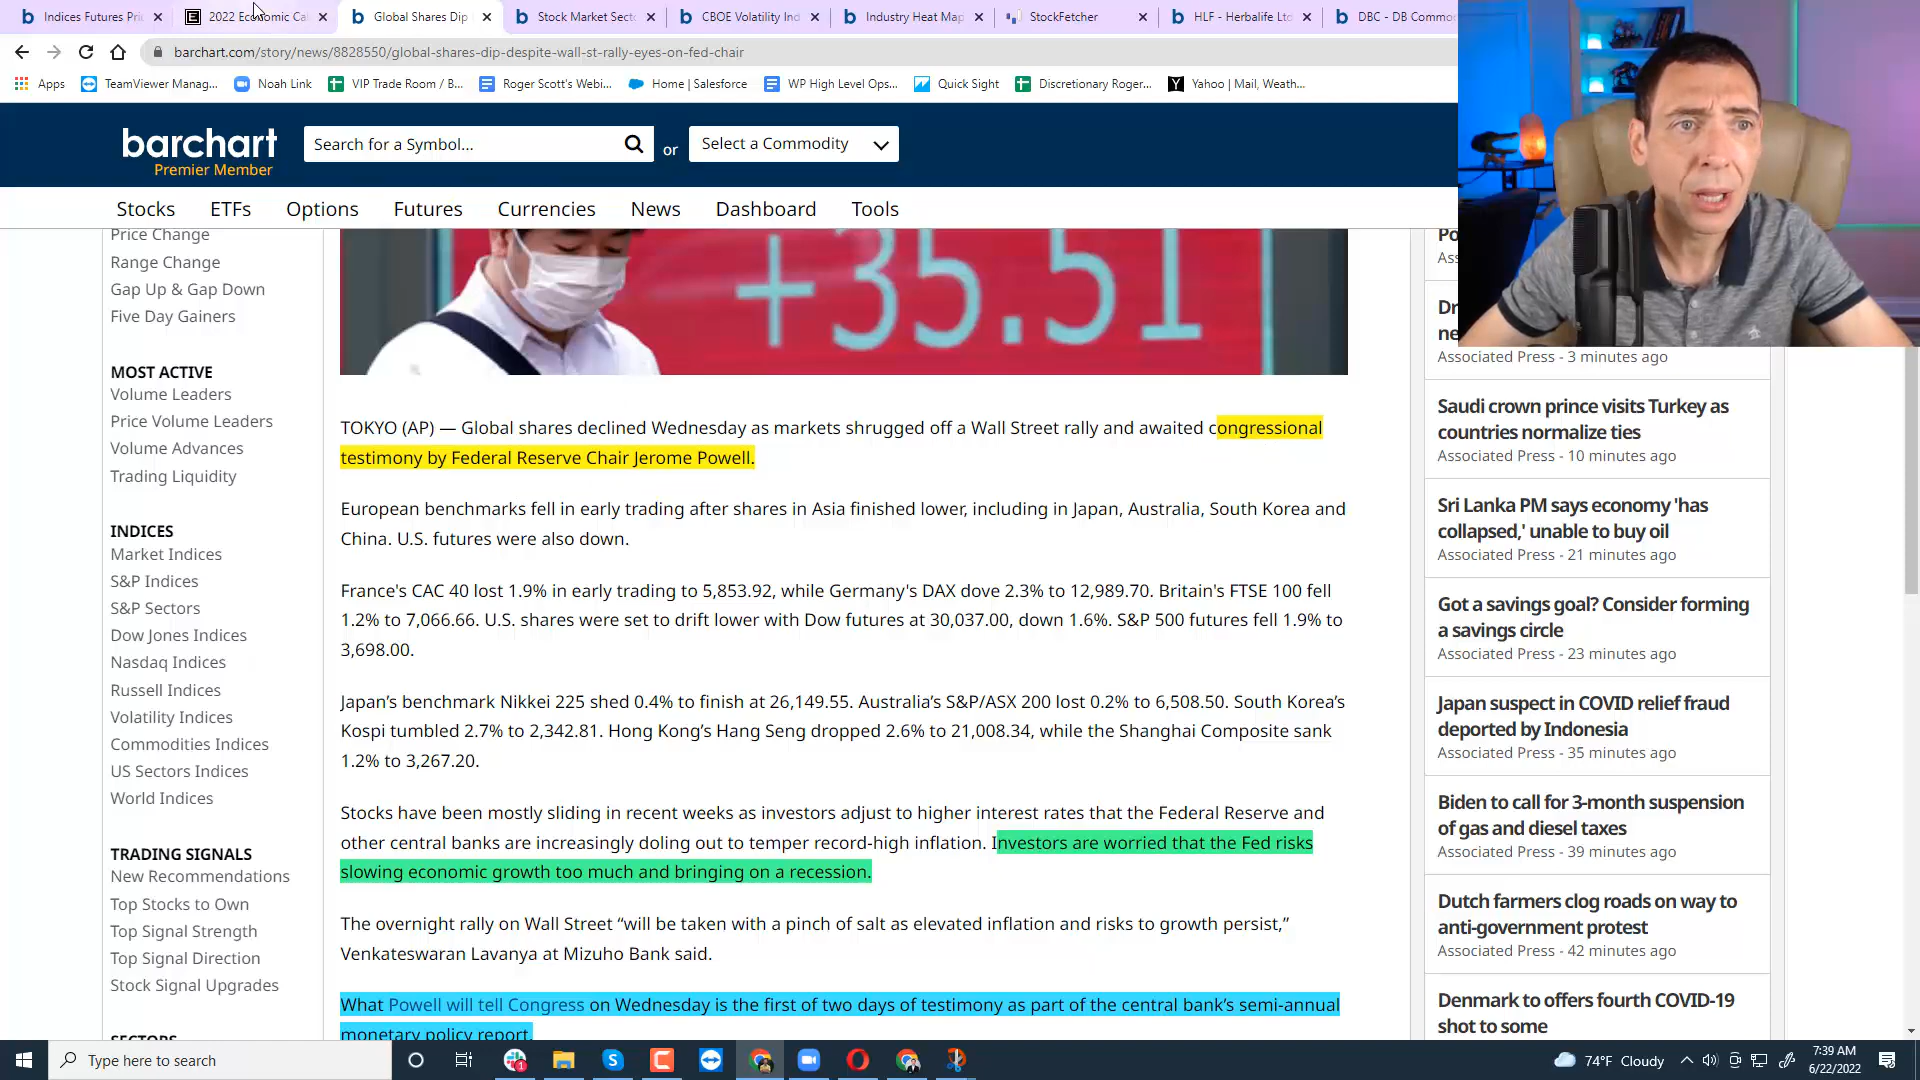 Indices Futures Pri
2022 Economic Ca
Global Shares Dip
Stock Market Sect
CBOE Volatility Ind
Industry Heat Map
StockFetcher
HLF - Herbalife Ltd
DBC - DB Commo
barchart.com/story/news/8828550/global-shares-dip-despite-wall-st-rally-eyes-on-fed-chair
Apps
TeamViewer Manag...
Noah Link
VIP Trade Room / B...
Roger Scott's Webi...
Home | Salesforce
WP High Level Ops...
Quick Sight
Discretionary Roger...
Yahoo | Mail, Weath...
barchart
Premier Member
Search for a Symbol...
or
Select a Commodity
Stocks
ETFs
Options
Futures
Currencies
News
Dashboard
Tools
Price Change
Range Change
Gap Up & Gap Down
Five Day Gainers
MOST ACTIVE
Volume Leaders
Price Volume Leaders
Volume Advances
Trading Liquidity
INDICES
Market Indices
S&P Indices
S&P Sectors
Dow Jones Indices
Nasdaq Indices
Russell Indices
Volatility Indices
Commodities Indices
US Sectors Indices
World Indices
TRADING SIGNALS
New Recommendations
Top Stocks to Own
Top Signal Strength
Top Signal Direction
Stock Signal Upgrades
SECTORS
+35.51
TOKYO (AP) — Global shares declined Wednesday as markets shrugged off a Wall Street rally and awaited congressional
testimony by Federal Reserve Chair Jerome Powell.
European benchmarks fell in early trading after shares in Asia finished lower, including in Japan, Australia, South Korea and
China. U.S. futures were also down.
France's CAC 40 lost 1.9% in early trading to 5,853.92, while Germany's DAX dove 2.3% to 12,989.70. Britain's FTSE 100 fell
1.2% to 7,066.66. U.S. shares were set to drift lower with Dow futures at 30,037.00, down 1.6%. S&P 500 futures fell 1.9% to
3,698.00.
Japan’s benchmark Nikkei 225 shed 0.4% to finish at 26,149.55. Australia’s S&P/ASX 200 lost 0.2% to 6,508.50. South Korea’s
Kospi tumbled 2.7% to 2,342.81. Hong Kong’s Hang Seng dropped 2.6% to 21,008.34, while the Shanghai Composite sank
1.2% to 3,267.20.
Stocks have been mostly sliding in recent weeks as investors adjust to higher interest rates that the Federal Reserve and
other central banks are increasingly doling out to temper record-high inflation. Investors are worried that the Fed risks
slowing economic growth too much and bringing on a recession.
The overnight rally on Wall Street “will be taken with a pinch of salt as elevated inflation and risks to growth persist,”
Venkateswaran Lavanya at Mizuho Bank said.
What Powell will tell Congress on Wednesday is the first of two days of testimony as part of the central bank’s semi-annual
monetary policy report.
Po
Ass
Dr
ne
Associated Press - 3 minutes ago
Saudi crown prince visits Turkey as
countries normalize ties
Associated Press - 10 minutes ago
Sri Lanka PM says economy 'has
collapsed,' unable to buy oil
Associated Press - 21 minutes ago
Got a savings goal? Consider forming
a savings circle
Associated Press - 23 minutes ago
Japan suspect in COVID relief fraud
deported by Indonesia
Associated Press - 35 minutes ago
Biden to call for 3-month suspension
of gas and diesel taxes
Associated Press - 39 minutes ago
Dutch farmers clog roads on way to
anti-government protest
Associated Press - 42 minutes ago
Denmark to offers fourth COVID-19
shot to some
Type here to search
74°F Cloudy
7:39 AM
6/22/2022